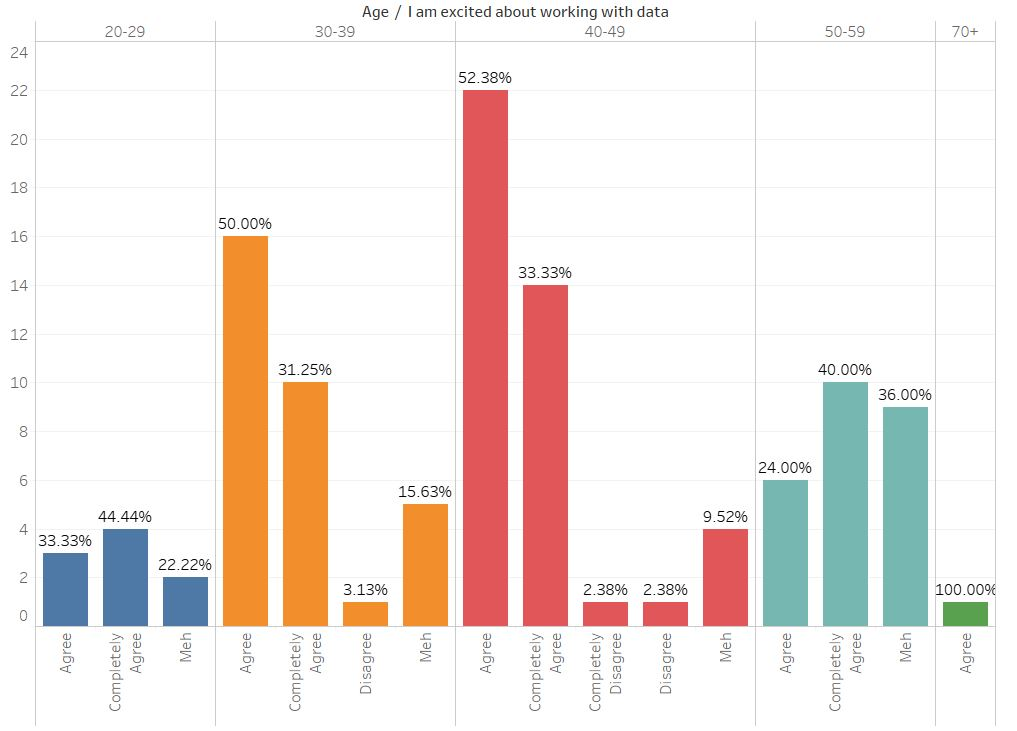 Age / I am excited about working with data
20-29 30-39 40-49 50-59 70+
24
22
20
18
16
14
12
10
8
6
4
2
0
33.33% 44.44% 22.22% 50.00% 31.25% 3.13% 15.63% 52.38% 33.33% 2.38% 2.38% 9.52% 24.00% 40.00% 36.00% 100.00%
Agree
Completely
Agree
Meh
Agree
Completely
Agree
Disagree
Meh
Agree
Completely
Agree
Completely
Disagree
Disagree
Meh
Agree
Completely
Agree
Meh
Agree